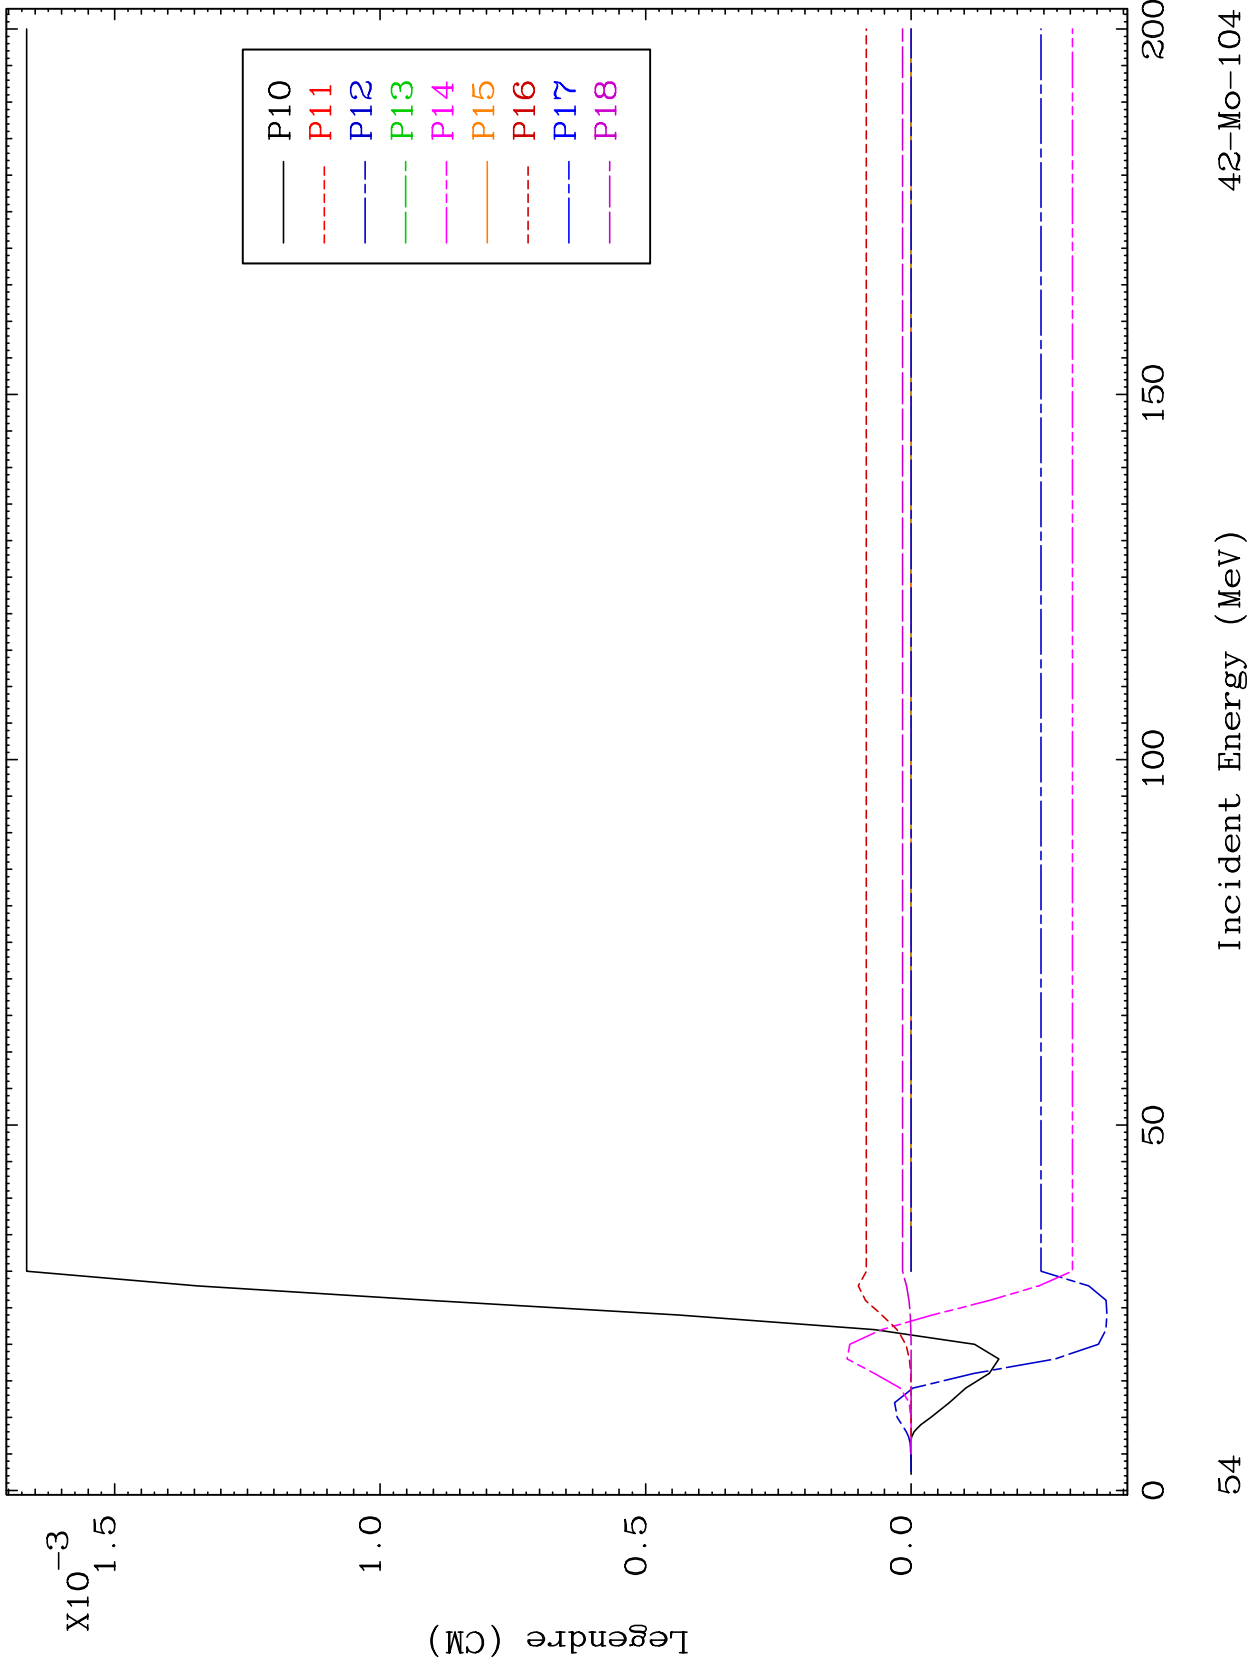 X10-3
1.5
1.0
0.5
0.0
Legendre (CM)
P10
P11
P12
P13
P14
P15
P16
P17
P18
0
50
100
150
200
54
Incident Energy (MeV)
42-Mo-104